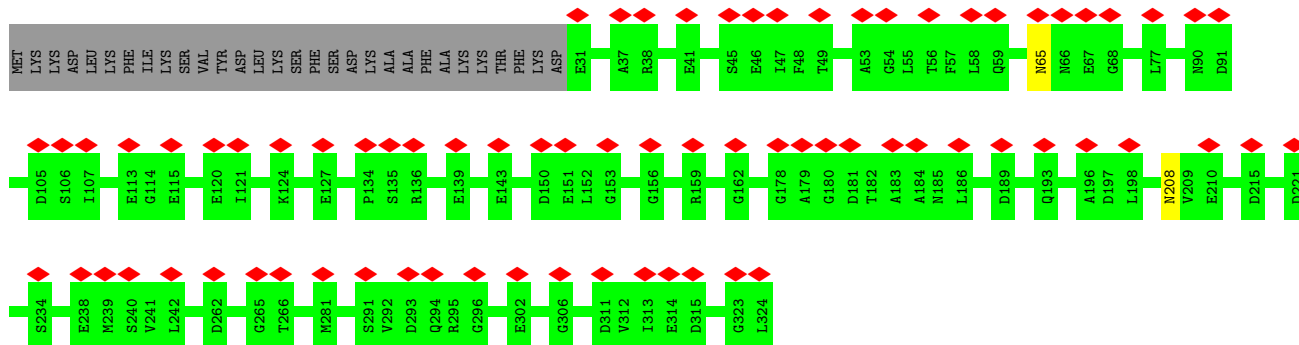 MET LYS LYS ASP LEU LEU LYS PHE ILE LYS SER VAL TYR ASP LEU LYS SER PHE SER ASP LYS ALA ALA PHE ALA LYS LYS THR PHE LYS ASP E31 A37 R38 E41 S45 E46 I47 F48 T49 A53 G54 L55 T56 F57 L58 Q59 N65 N66 E67 G68 L77 N90 D91
D105 S106 I107 E113 G114 E115 E120 I121 K124 E127 P134 S135 R136 E139 E143 D150 E151 L152 G153 G156 R159 G162 G178 A179 G180 D181 T182 A183 A184 N185 L186 D189 Q193 A196 D197 L198 N208 V209 E210 D215 D221
S234 E238 M239 S240 V241 L242 D262 G265 T266 M281 S291 V292 D293 Q294 R295 G296 E302 G306 D311 V312 I313 E314 D315 G323 L324